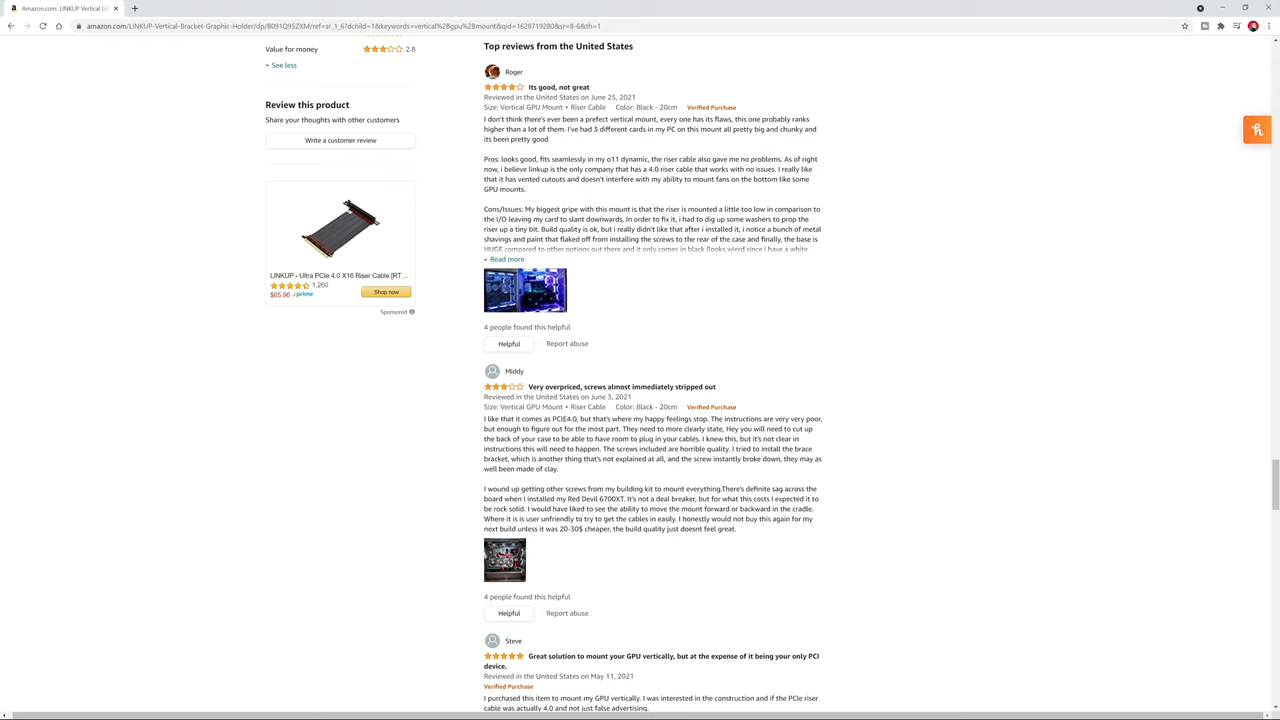 Amazon.com: LINKUP Vertical G
amazon.com/LINKUP-Vertical-Bracket-Graphic-Holder/dp/B091Q9SZXM/ref=sr_1_6?dchild=1&keywords=vertical%2Bgpu%2Bmount&qid=1628719280&sr=8-6&th=1
Value for money 2.8
See less
Review this product
Share your thoughts with other customers
Write a customer review
LINKUP - Ultra PCIe 4.0 X16 Riser Cable [RT...
1,260
$65.96 prime
Shop now
Sponsored
Top reviews from the United States
Roger
Its good, not great
Reviewed in the United States on June 25, 2021
Size: Vertical GPU Mount + Riser Cable Color: Black - 20cm Verified Purchase
I don't think there's ever been a prefect vertical mount, every one has its flaws, this one probably ranks
higher than a lot of them. I've had 3 different cards in my PC on this mount all pretty big and chunky and
its been pretty good
Pros: looks good, fits seamlessly in my o11 dynamic, the riser cable also gave me no problems. As of right
now, i believe linkup is the only company that has a 4.0 riser cable that works with no issues. I really like
that it has vented cutouts and doesn't interfere with my ability to mount fans on the bottom like some
GPU mounts.
Cons/Issues: My biggest gripe with this mount is that the riser is mounted a little too low in comparison to
the I/O leaving my card to slant downwards, In order to fix it, i had to dig up some washers to prop the
riser up a tiny bit. Build quality is ok, but i really didn't like that after i installed it, i notice a bunch of metal
shavings and paint that flaked off from installing the screws to the rear of the case and finally, the base is
HUGE compared to other options out there and it only comes in black (looks wierd since i have a white
Read more
4 people found this helpful
Helpful
Report abuse
Middy
Very overpriced, screws almost immediately stripped out
Reviewed in the United States on June 3, 2021
Size: Vertical GPU Mount + Riser Cable Color: Black - 20cm Verified Purchase
I like that it comes as PCIE4.0, but that's where my happy feelings stop. The instructions are very very poor,
but enough to figure out for the most part. They need to more clearly state, Hey you will need to cut up
the back of your case to be able to have room to plug in your cables. I knew this, but it's not clear in
instructions this will need to happen. The screws included are horrible quality. I tried to install the brace
bracket, which is another thing that's not explained at all, and the screw instantly broke down, they may as
well been made of clay.
I wound up getting other screws from my building kit to mount everything.There's definite sag across the
board when I installed my Red Devil 6700XT. It's not a deal breaker, but for what this costs I expected it to
be rock solid. I would have liked to see the ability to move the mount forward or backward in the cradle.
Where it is is user unfriendly to try to get the cables in easily. I honestly would not buy this again for my
next build unless it was 20-30$ cheaper, the build quality just doesnt feel great.
4 people found this helpful
Helpful
Report abuse
Steve
Great solution to mount your GPU vertically, but at the expense of it being your only PCI
device.
Reviewed in the United States on May 11, 2021
Verified Purchase
I purchased this item to mount my GPU vertically. I was interested in the construction and if the PCIe riser
cable was actually 4.0 and not just false advertising.